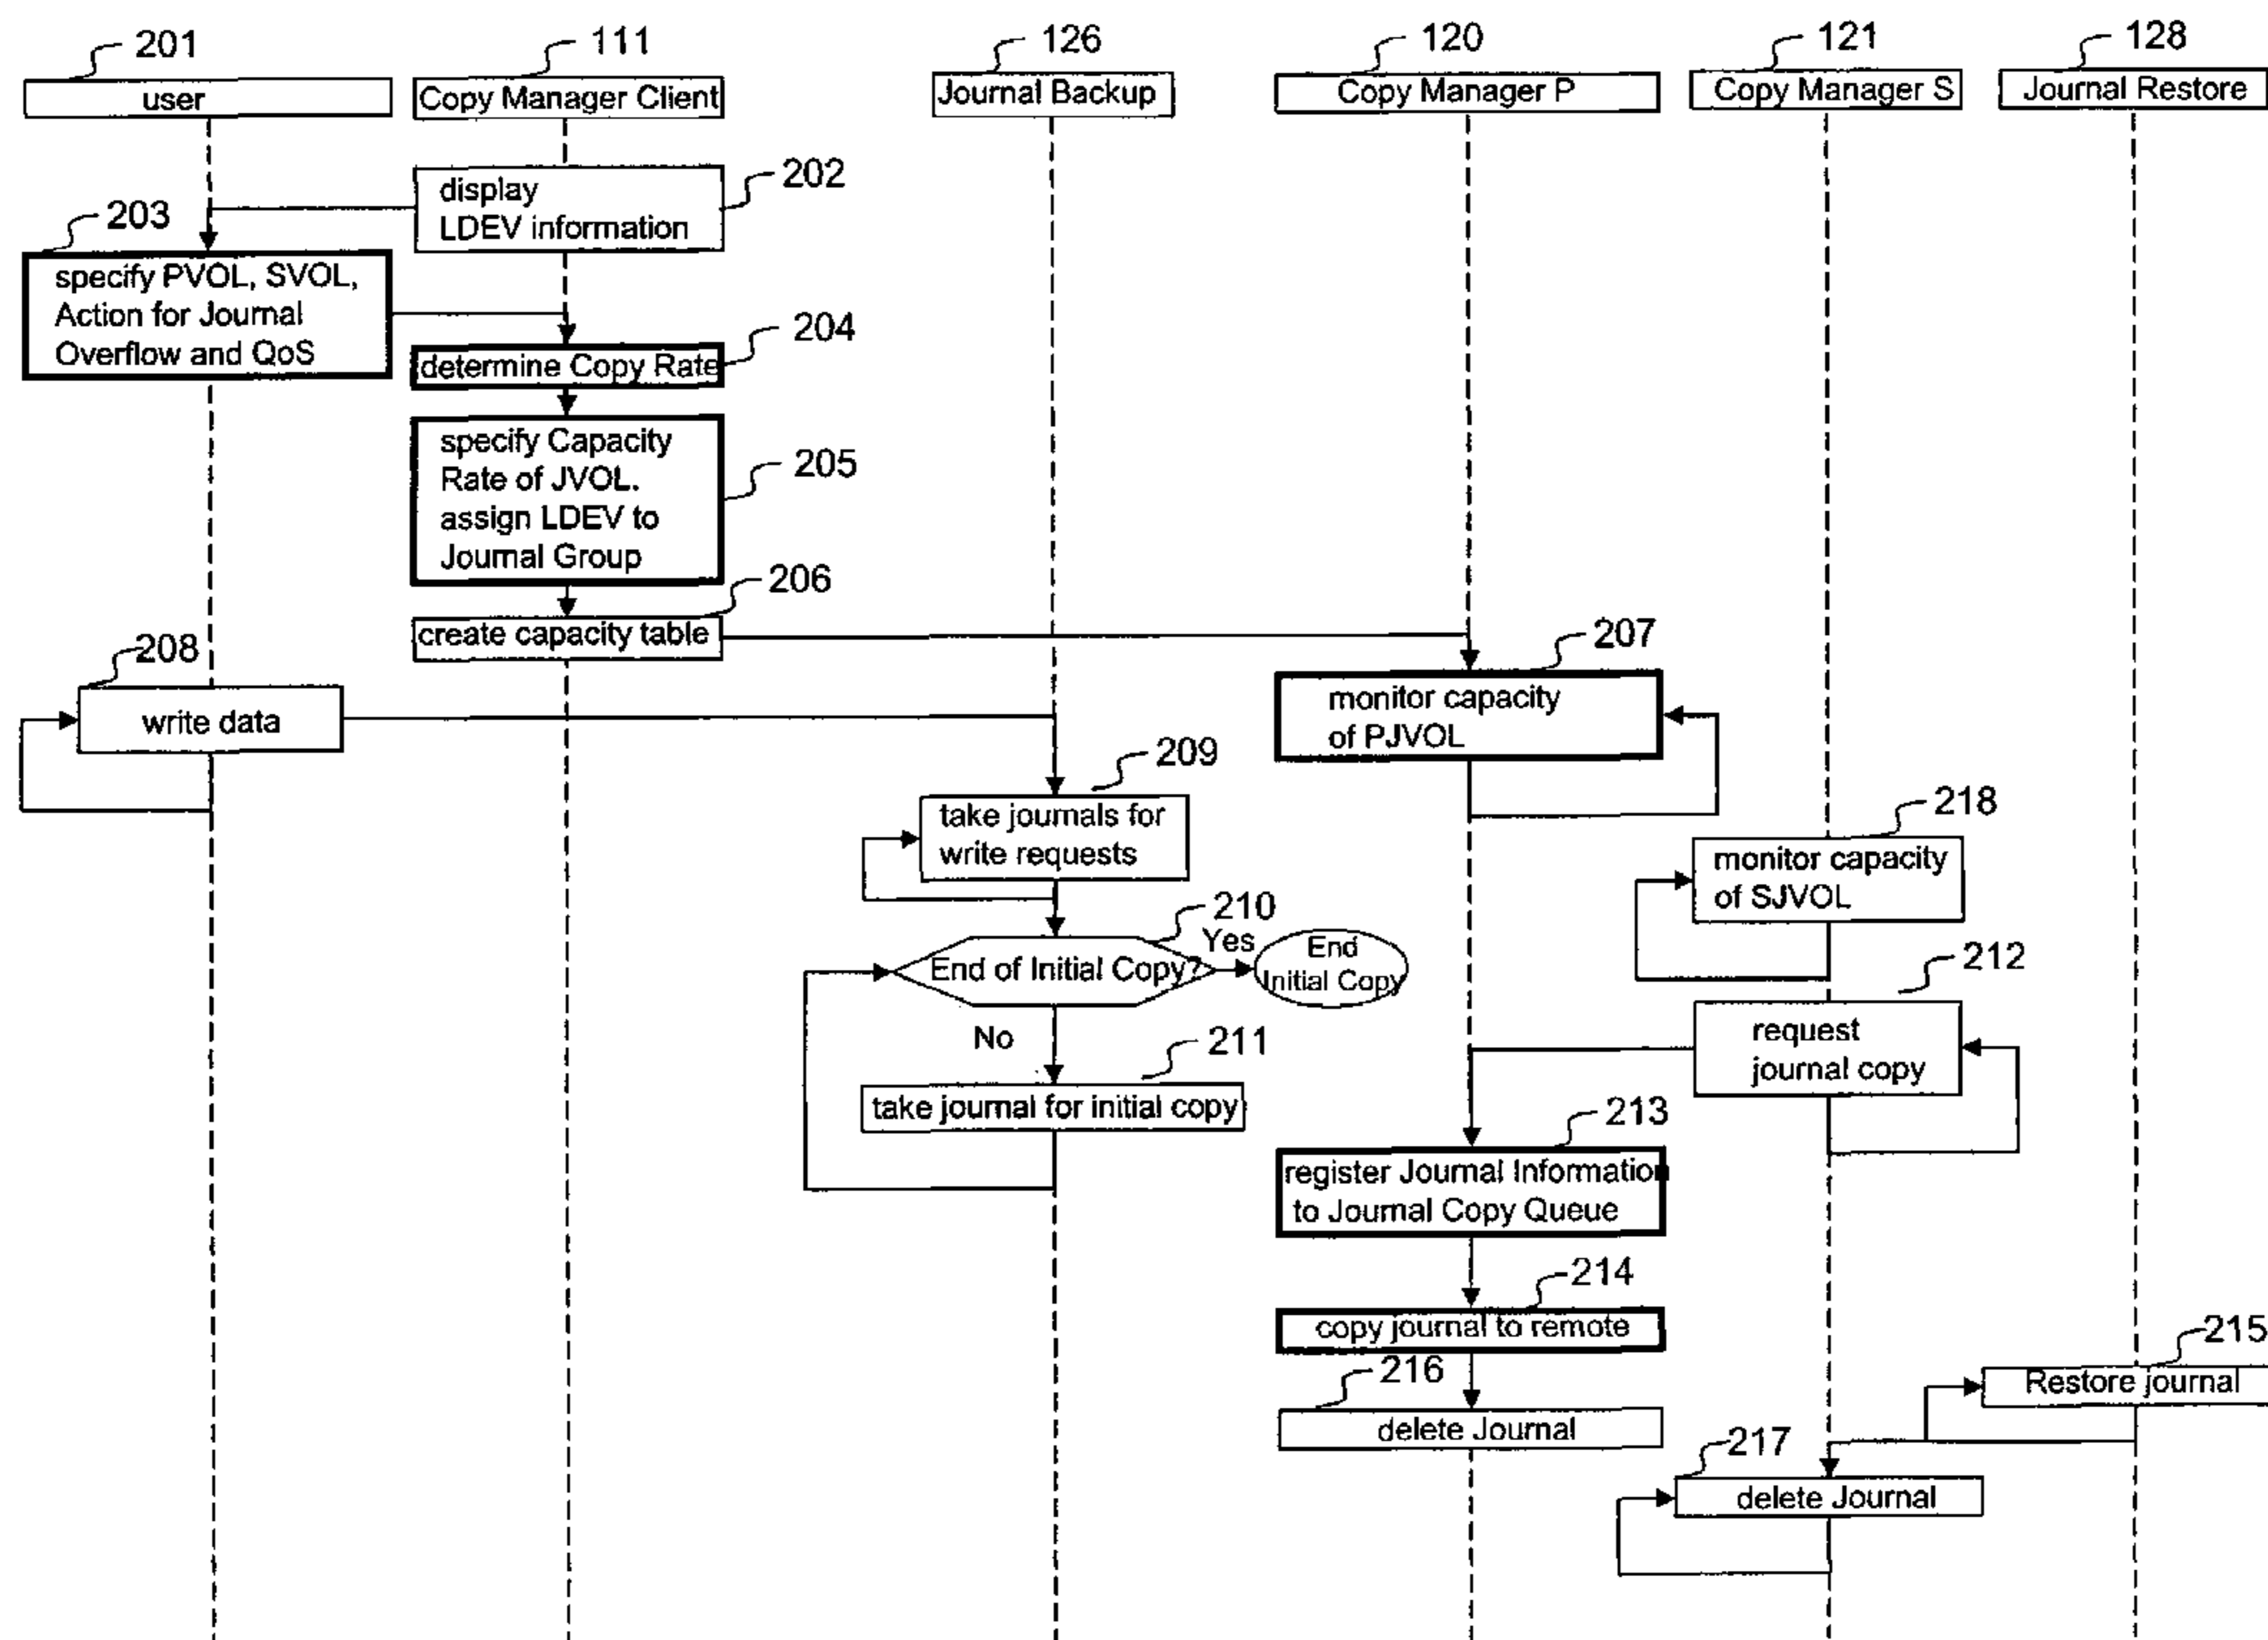 201
111
126
120
121
128
user
Copy Manager Client
Journal Backup
Copy Manager P
Copy Manager S
Journal Restore
202
display
LDEV information
203
specify PVOL, SVOL,
Action for Journal
Overflow and QoS
204
determine Copy Rate
205
specify Capacity
Rate of JVOL.
assign LDEV to
Journal Group
206
create capacity table
207
monitor capacity
of PJVOL
208
write data
209
take journals for
write requests
218
monitor capacity
of SJVOL
210
End of Initial Copy?
Yes
End
Initial Copy
No
212
request
journal copy
211
take journal for initial copy
213
register Journal Information
to Journal Copy Queue
214
copy journal to remote
215
Restore journal
216
delete Journal
217
delete Journal